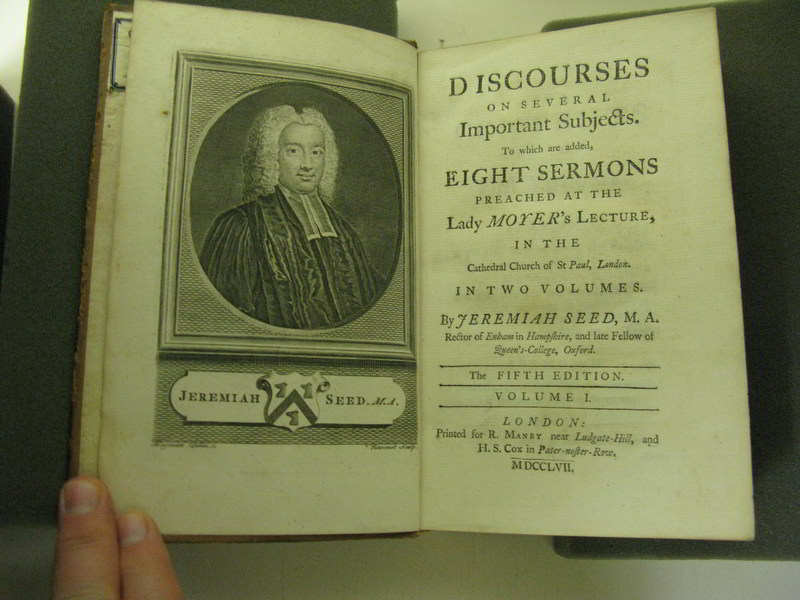 JEREMIAH SEED. M.A.
DISCOURSES
ON SEVERAL
Important Subjects.
To which are added,
EIGHT SERMONS
PREACHED AT THE
Lady MOYER's LECTURE,
IN THE
Cathedral Church of St Paul, London.
IN TWO VOLUMES.
By JEREMIAH SEED, M. A.
Rector of Enham in Hampshire, and late Fellow of
Queen's-College, Oxford.
The FIFTH EDITION.
VOLUME I.
LONDON:
Printed for R. MANBY near Ludgate-Hill, and
H. S. COX in Pater-noster-Row.
MDCCLVII.